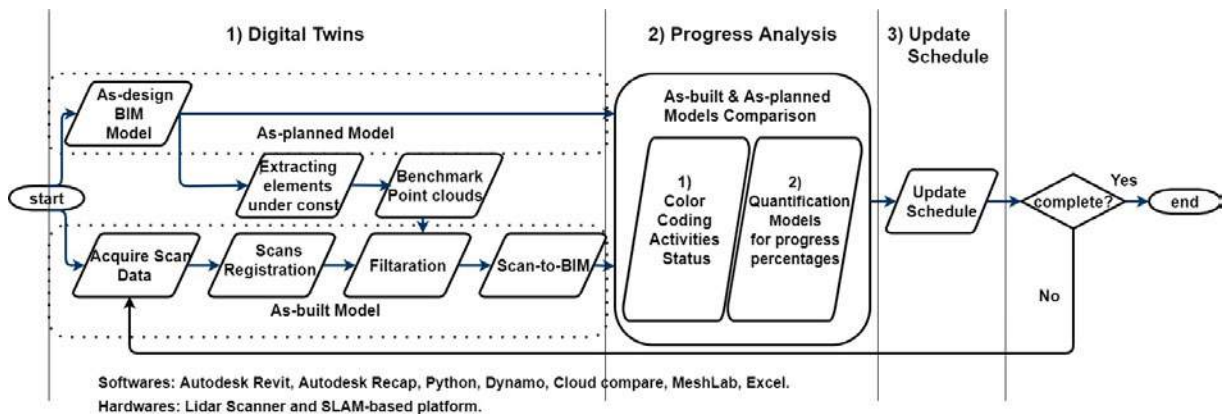 1) Digital Twins
2) Progress Analysis
3) Update
Schedule
As-design
BIM
Model
As-planned Model
Extracting
elements
under const
Benchmark
Point clouds
start
Acquire Scan
Data
Scans
Registration
Filtaration
Scan-to-BIM
As-built Model
As-built & As-planned
Models Comparison
1)
Color
Coding
Activities
Status
2)
Quantification
Models
for progress
percentages
Update
Schedule
complete?
Yes
end
No
Softwares: Autodesk Revit, Autodesk Recap, Python, Dynamo, Cloud compare, MeshLab, Excel.
Hardwares: Lidar Scanner and SLAM-based platform.